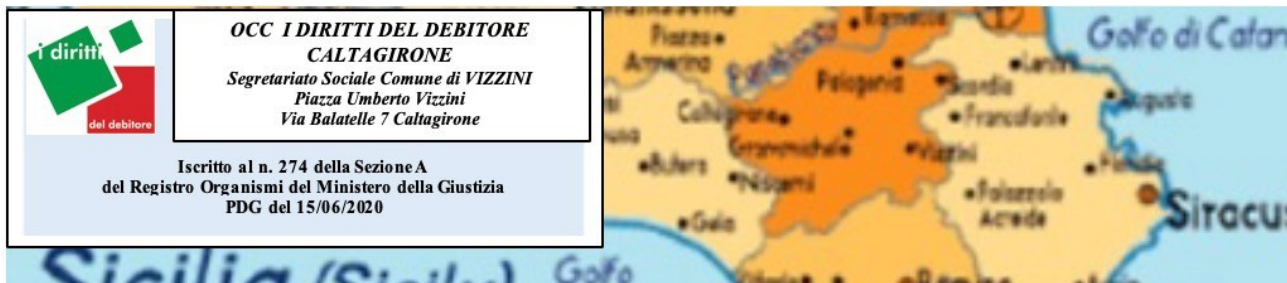 i diritti
del debitore
OCC I DIRITTI DEL DEBITORE
CALTAGIRONE
Segretariato Sociale Comune di VIZZINI
Piazza Umberto Vizzini
Via Balatelle 7 Caltagirone
Iscritto al n. 274 della Sezione A
del Registro Organismi del Ministero della Giustizia
PDG del 15/06/2020
Piazza
Armerina
Ramacca
Golfo di Catan
Palagonia
Lentini
Scordia
Augusta
Caltagirone
Francofonte
Grammichele
Vizzini
Floridia
Butera
Niscemi
Palazzolo
Acreide
Siracus
Gela
Sicilia (Sicily)
Golfo